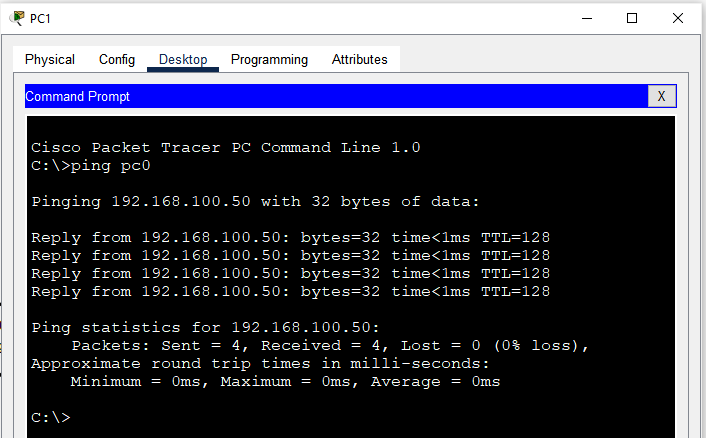 PC1
Physical Config Desktop Programming Attributes
Command Prompt X
Cisco Packet Tracer PC Command Line 1.0
C:\>ping pc0
Pinging 192.168.100.50 with 32 bytes of data:
Reply from 192.168.100.50: bytes=32 time<1ms TTL=128
Reply from 192.168.100.50: bytes=32 time<1ms TTL=128
Reply from 192.168.100.50: bytes=32 time<1ms TTL=128
Reply from 192.168.100.50: bytes=32 time<1ms TTL=128
Ping statistics for 192.168.100.50:
    Packets: Sent = 4, Received = 4, Lost = 0 (0% loss),
Approximate round trip times in milli-seconds:
    Minimum = 0ms, Maximum = 0ms, Average = 0ms
C:\>